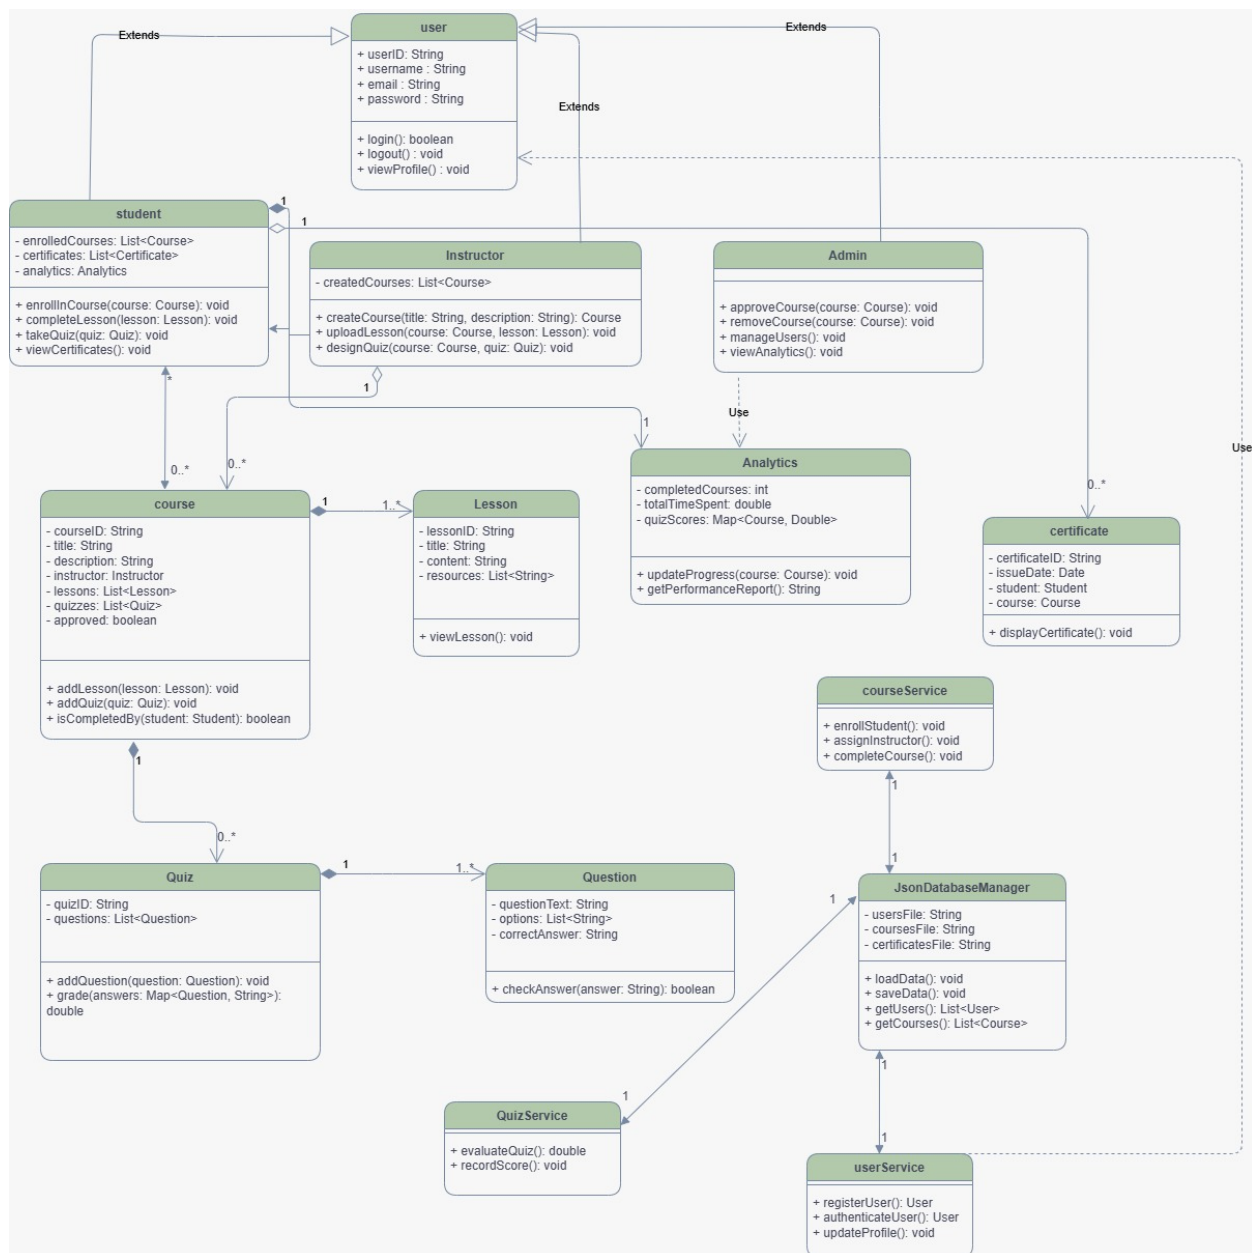 user
+ userID: String
+ username : String
+ email : String
+ password : String
+ login(): boolean
+ logout() : void
+ viewProfile() : void
Extends
Extends
Extends
student
- enrolledCourses: List<Course>
- certificates: List<Certificate>
- analytics: Analytics
+ enrollInCourse(course: Course): void
+ completeLesson(lesson: Lesson): void
+ takeQuiz(quiz: Quiz): void
+ viewCertificates(): void
1
1
Instructor
- createdCourses: List<Course>
+ createCourse(title: String, description: String): Course
+ uploadLesson(course: Course, lesson: Lesson): void
+ designQuiz(course: Course, quiz: Quiz): void
Admin
+ approveCourse(course: Course): void
+ removeCourse(course: Course): void
+ manageUsers(): void
+ viewAnalytics(): void
*
1
1
Use
Use
0..*
0..*
0..*
course
- courseID: String
- title: String
- description: String
- instructor: Instructor
- lessons: List<Lesson>
- quizzes: List<Quiz>
- approved: boolean
+ addLesson(lesson: Lesson): void
+ addQuiz(quiz: Quiz): void
+ isCompletedBy(student: Student): boolean
1
1..*
Lesson
- lessonID: String
- title: String
- content: String
- resources: List<String>
+ viewLesson(): void
Analytics
- completedCourses: int
- totalTimeSpent: double
- quizScores: Map<Course, Double>
+ updateProgress(course: Course): void
+ getPerformanceReport(): String
certificate
- certificateID: String
- issueDate: Date
- student: Student
- course: Course
+ displayCertificate(): void
courseService
+ enrollStudent(): void
+ assignInstructor(): void
+ completeCourse(): void
1
1
1
0..*
Quiz
- quizID: String
- questions: List<Question>
+ addQuestion(question: Question): void
+ grade(answers: Map<Question, String>):
double
1
1..*
Question
- questionText: String
- options: List<String>
- correctAnswer: String
+ checkAnswer(answer: String): boolean
1
JsonDatabaseManager
- usersFile: String
- coursesFile: String
- certificatesFile: String
+ loadData(): void
+ saveData(): void
+ getUsers(): List<User>
+ getCourses(): List<Course>
1
1
1
QuizService
+ evaluateQuiz(): double
+ recordScore(): void
userService
+ registerUser(): User
+ authenticateUser(): User
+ updateProfile(): void